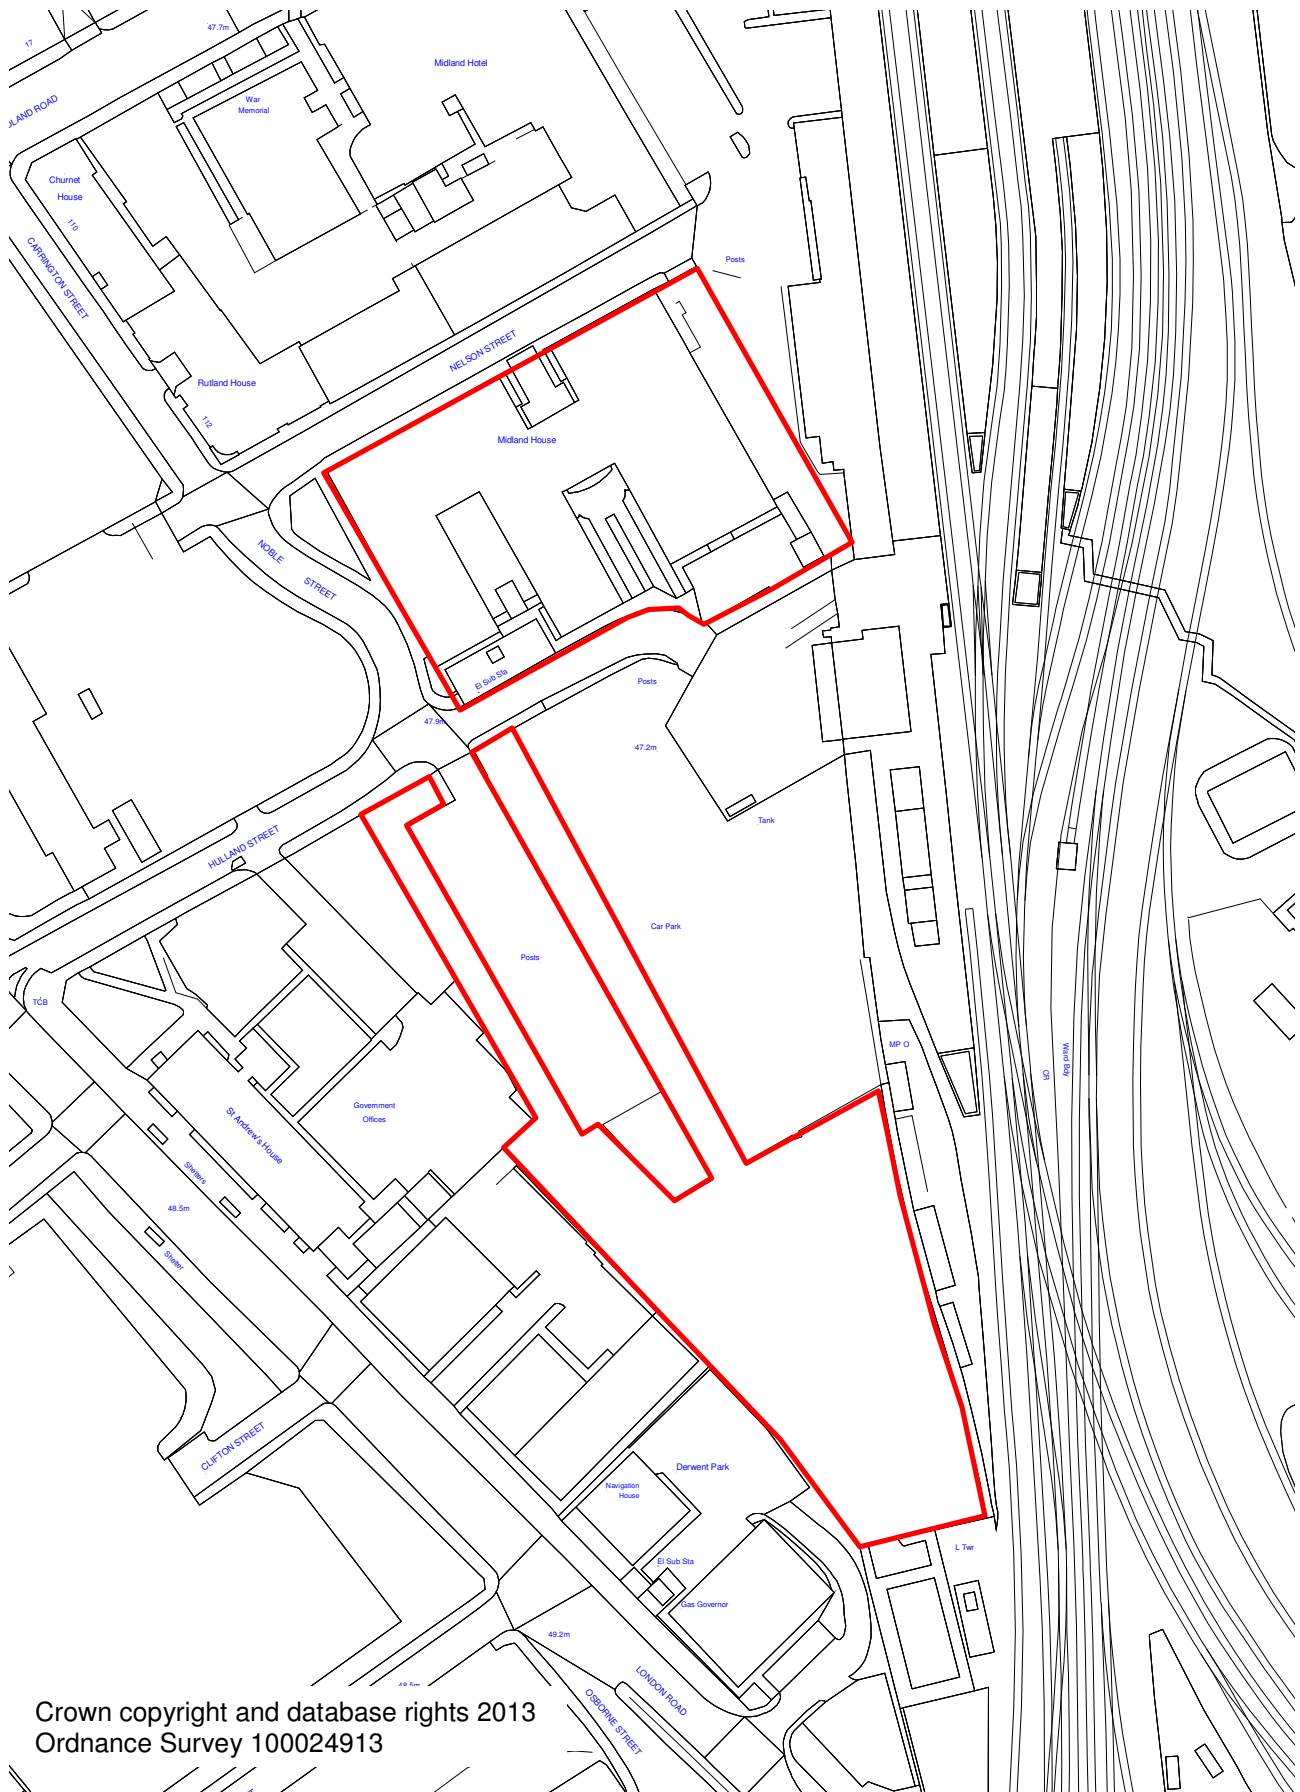 17
47.7m
Midland Hotel
War
Memorial
Churnet
House
110
CARRINGTON STREET
Posts
NELSON STREET
Rutland House
112
Midland House
NOBLE
STREET
El Sub Sta
Posts
47.9m
47.2m
Tank
HULLAND STREET
Car Park
Posts
TCB
MP O
Ward Bdy
CR
Government
Offices
St Andrew's House
Shelters
48.5m
Shelter
CLIFTON STREET
Derwent Park
Navigation
House
L Twr
El Sub Sta
Gas Governor
49.2m
LONDON ROAD
OSBORNE STREET
Crown copyright and database rights 2013
Ordnance Survey 100024913